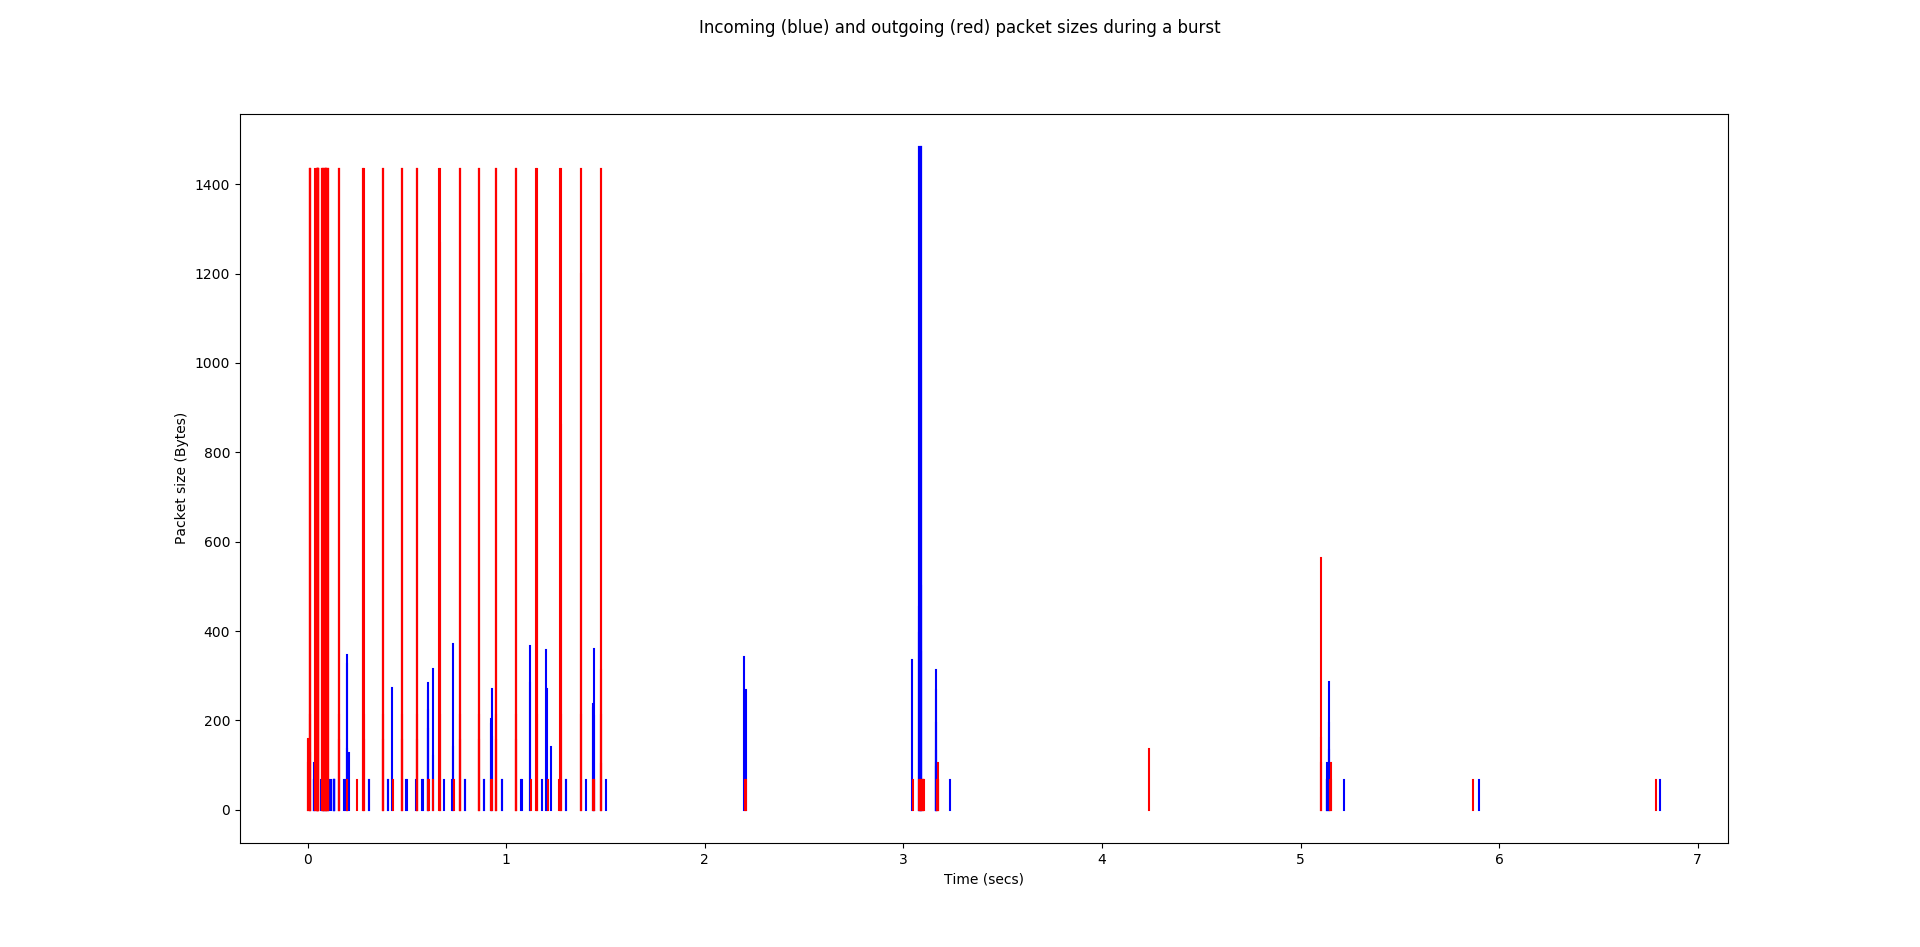 Incoming (blue) and outgoing (red) packet sizes during a burst
1400
1200
1000
800
600
400
200
0
Packet size (Bytes)
0 1 2 3 4 5 6 7
Time (secs)